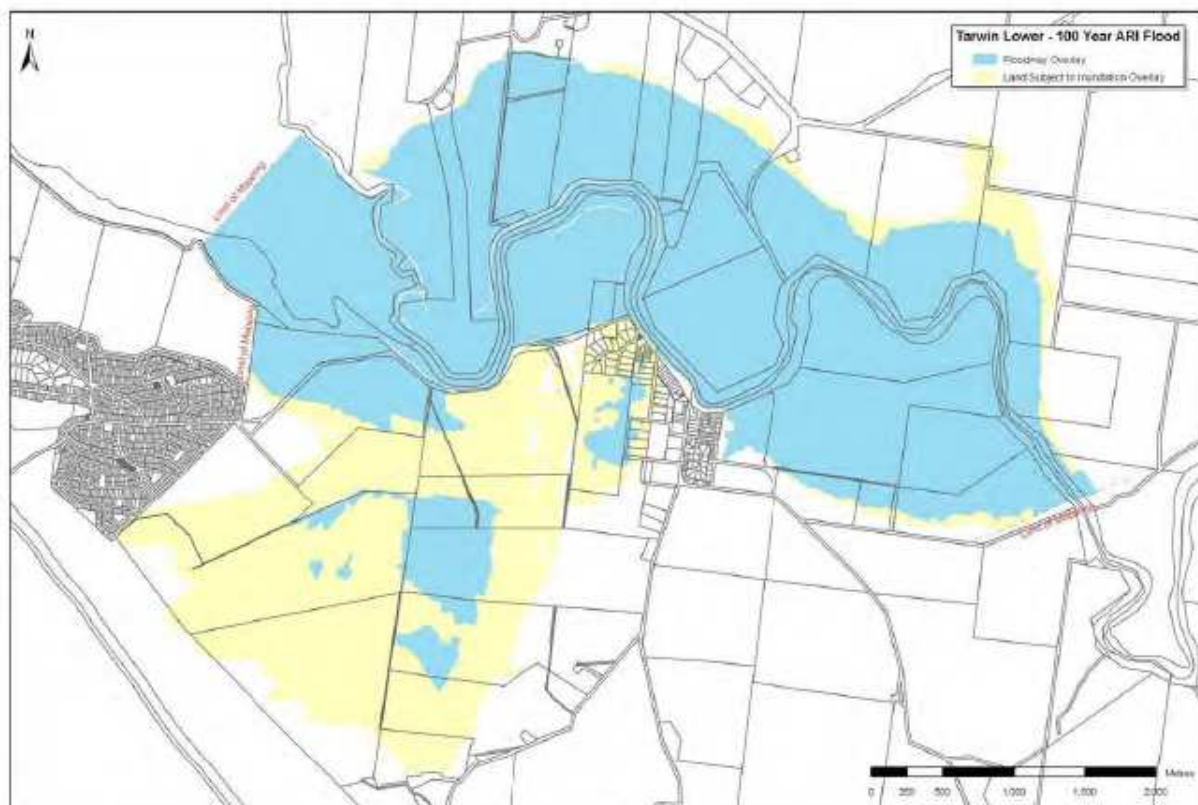 N
Tarwin Lower - 100 Year ARI Flood
Floodway Overlay
Land Subject to Inundation Overlay
Limit of Mapping
Limit of Mapping
Limit of Mapping
Metres
0 250 500 1,000 1,500 2,000